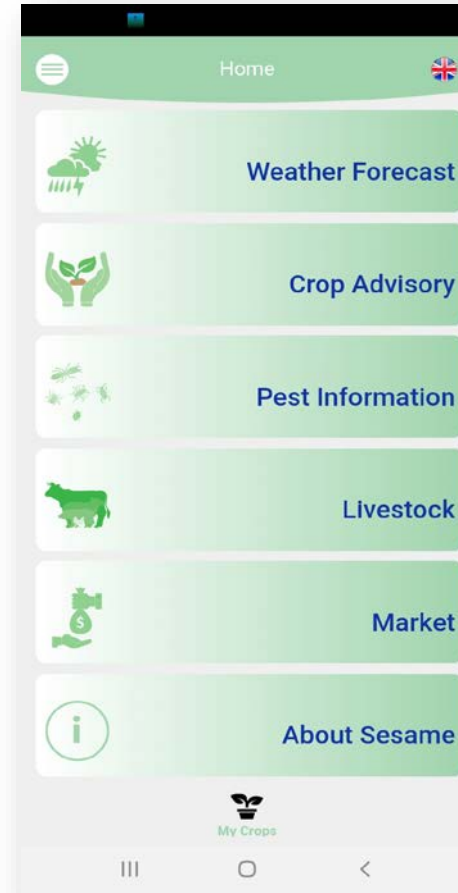 Home
Weather Forecast
Crop Advisory
Pest Information
Livestock
$
Market
i
About Sesame
My Crops